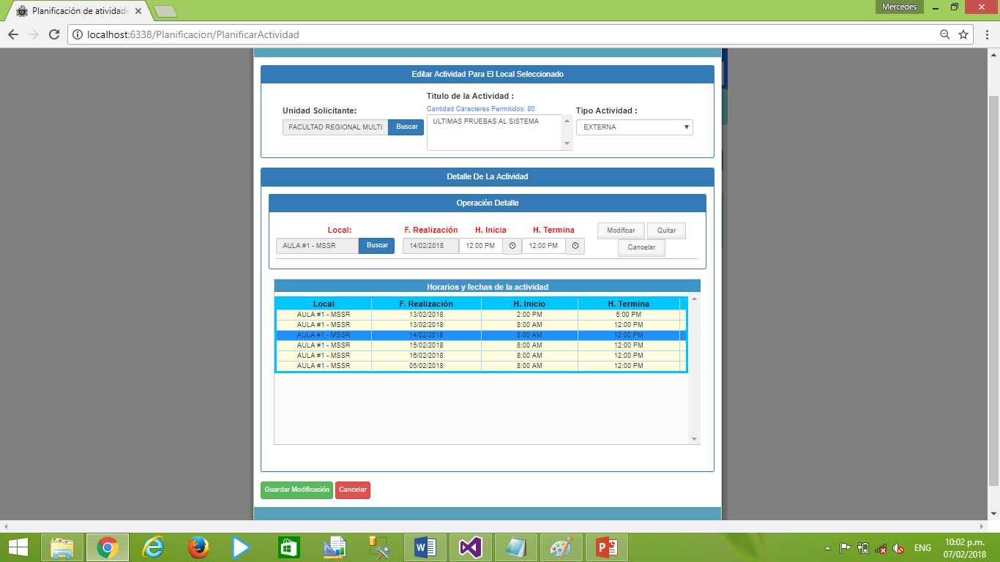 Planificación de atividade
Mercedes
localhost:6338/Planificacion/PlanificarActividad
Editar Actividad Para El Local Seleccionado
Titulo de la Actividad :
Unidad Solicitante:
Cantidad Caracteres Permitidos: 80
Tipo Actividad :
FACULTAD REGIONAL MULTI
Buscar
ULTIMAS PRUEBAS AL SISTEMA
EXTERNA
Detalle De La Actividad
Operación Detalle
Local: F. Realización H. Inicia H. Termina
Modificar Quitar
AULA #1 - MSSR Buscar 14/02/2018 12:00 PM 12:00 PM
Cancelar
Horarios y fechas de la actividad
Local F. Realización H. Inicio H. Termina
AULA #1 - MSSR 13/02/2018 2:00 PM 5:00 PM
AULA #1 - MSSR 13/02/2018 8:00 AM 12:00 PM
AULA #1 - MSSR 14/02/2018 8:00 AM 12:00 PM
AULA #1 - MSSR 15/02/2018 8:00 AM 12:00 PM
AULA #1 - MSSR 16/02/2018 8:00 AM 12:00 PM
AULA #1 - MSSR 05/02/2018 8:00 AM 12:00 PM
Guardar Modificación Cancelar
ENG
10:02 p.m.
07/02/2018